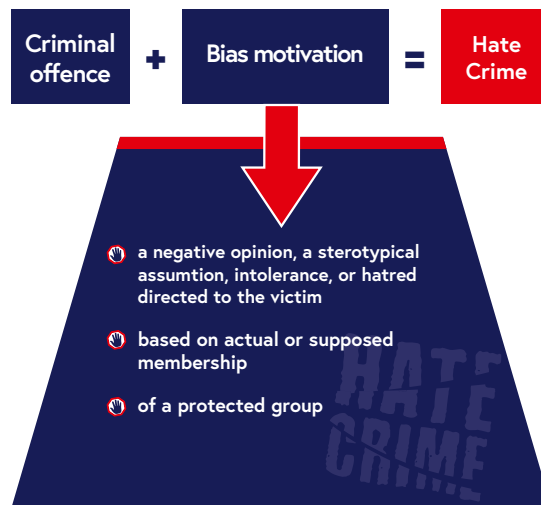 Criminal
offence
+
Bias motivation
=
Hate
Crime
a negative opinion, a sterotypical
assumtion, intolerance, or hatred
directed to the victim
based on actual or supposed
membership
of a protected group
HATE
CRIME